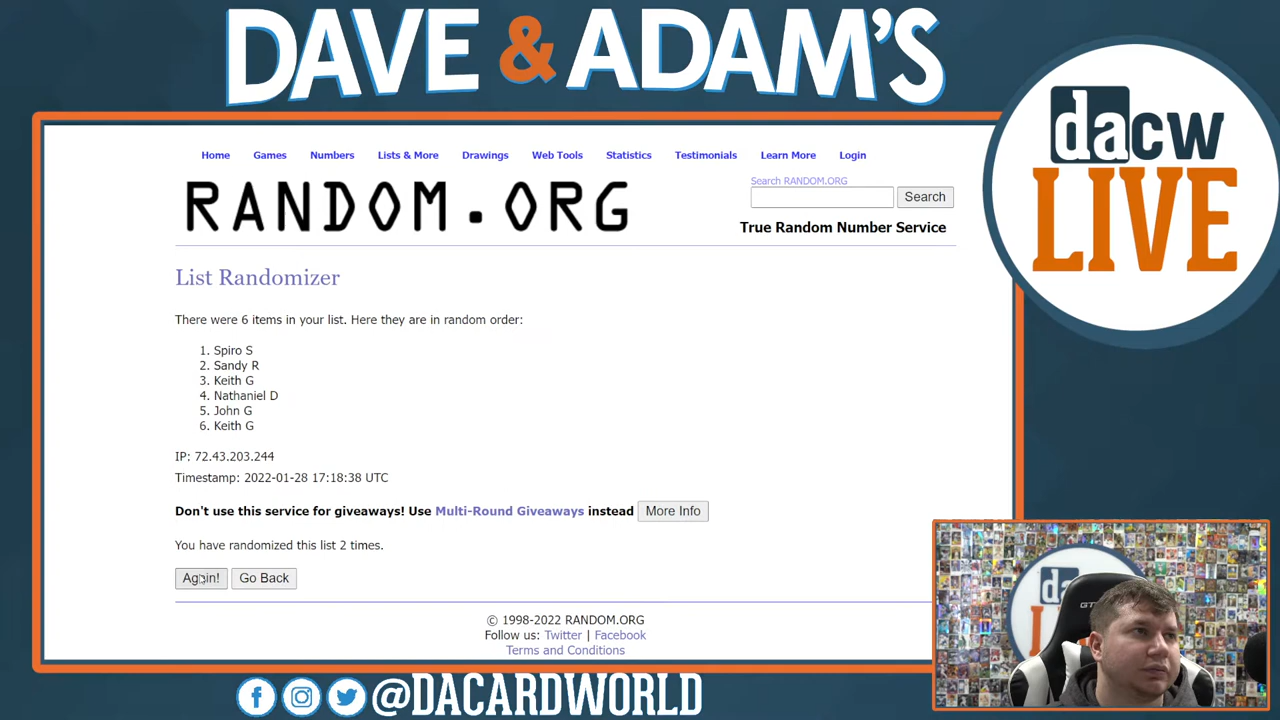 DAVE & ADAM'S
dacw
LIVE
Home Games Numbers Lists & More Drawings Web Tools Statistics Testimonials Learn More Login
RANDOM.ORG
Search RANDOM.ORG
Search
True Random Number Service
List Randomizer
There were 6 items in your list. Here they are in random order:
1. Spiro S
2. Sandy R
3. Keith G
4. Nathaniel D
5. John G
6. Keith G
IP: 72.43.203.244
Timestamp: 2022-01-28 17:18:38 UTC
Don't use this service for giveaways! Use Multi-Round Giveaways instead More Info
You have randomized this list 2 times.
Again! Go Back
© 1998-2022 RANDOM.ORG
Follow us: Twitter | Facebook
Terms and Conditions
@DACARDWORLD